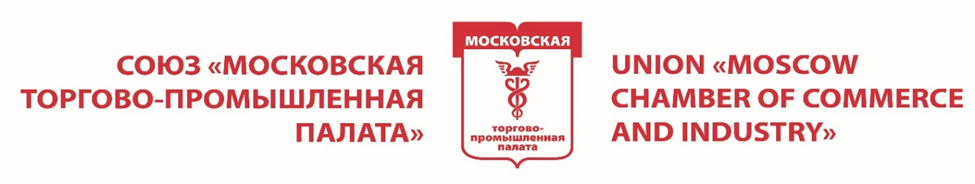 СОЮЗ «МОСКОВСКАЯ
ТОРГОВО-ПРОМЫШЛЕННАЯ
ПАЛАТА»
МОСКОВСКАЯ
торгово-
промышленная
палата
UNION «MOSCOW
CHAMBER OF COMMERCE
AND INDUSTRY»